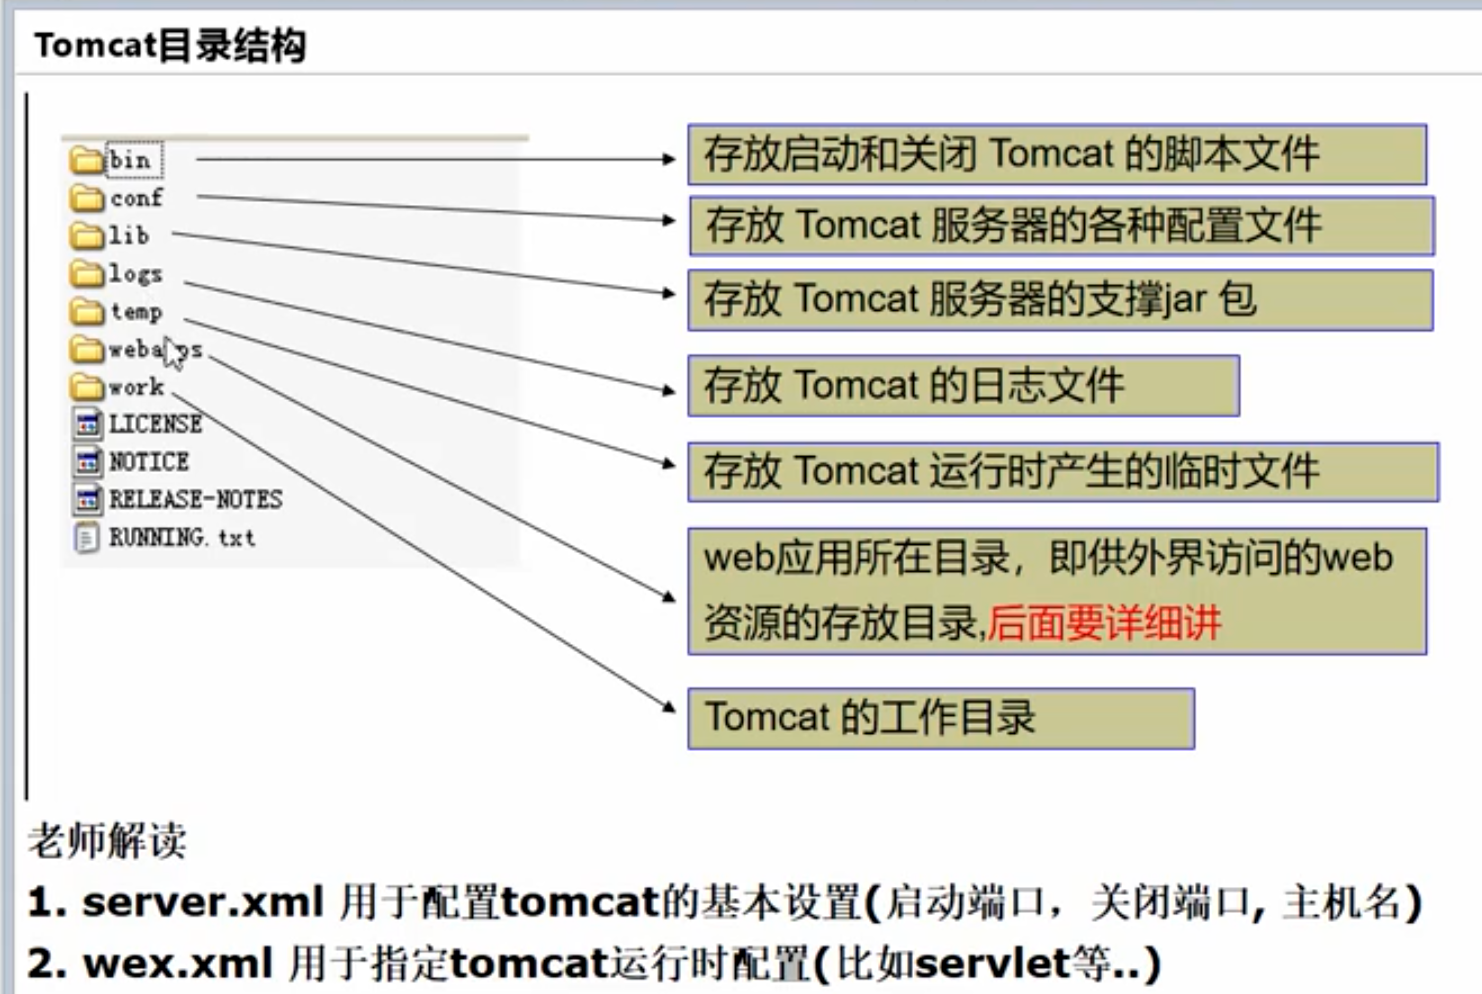 Tomcat目录结构
bin
存放启动和关闭 Tomcat 的脚本文件
conf
存放 Tomcat 服务器的各种配置文件
lib
存放 Tomcat 服务器的支撑jar 包
logs
存放 Tomcat 的日志文件
temp
存放 Tomcat 运行时产生的临时文件
webapps
web应用所在目录，即供外界访问的web
资源的存放目录,后面要详细讲
work
Tomcat 的工作目录
LICENSE
NOTICE
RELEASE-NOTES
RUNNING.txt
老师解读
1. server.xml 用于配置tomcat的基本设置(启动端口，关闭端口, 主机名)
2. wex.xml 用于指定tomcat运行时配置(比如servlet等..)